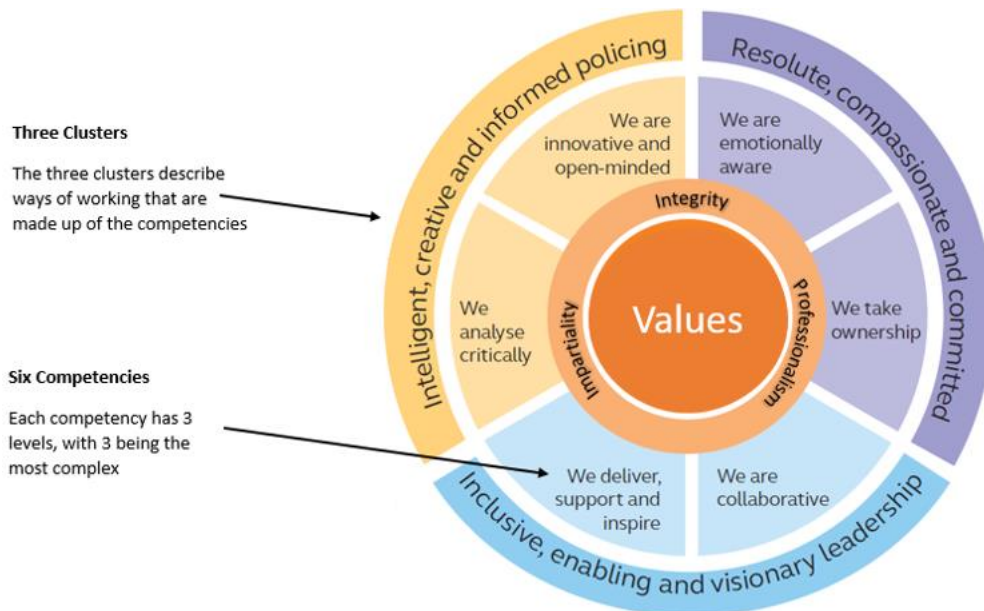 Three Clusters
The three clusters describe
ways of working that are
made up of the competencies
Six Competencies
Each competency has 3
levels, with 3 being the
most complex
Intelligent, creative and informed policing
Resolute, compassionate and committed
Inclusive, enabling and visionary leadership
We are
innovative and
open-minded
We are
emotionally
aware
We
analyse
critically
We take
ownership
We deliver,
support and
inspire
We are
collaborative
Integrity
Impartiality
Professionalism
Values